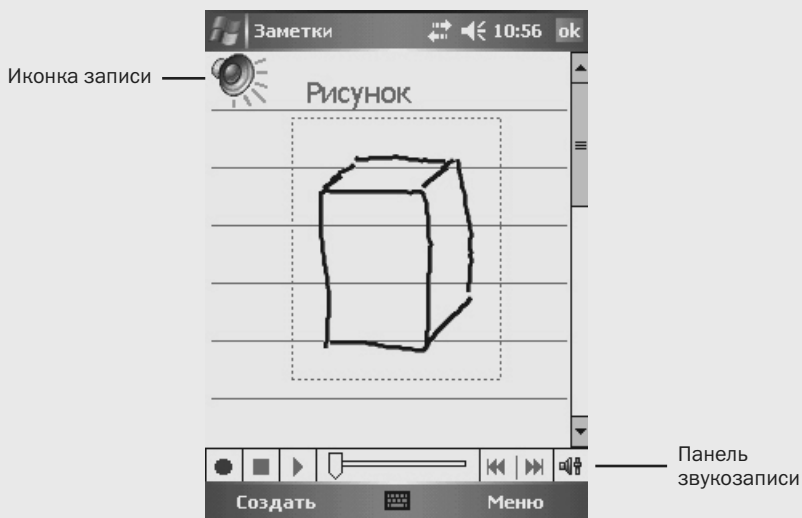 Заметки 10:56 ok
Иконка записи
Рисунок
Панель
звукозаписи
Создать Меню